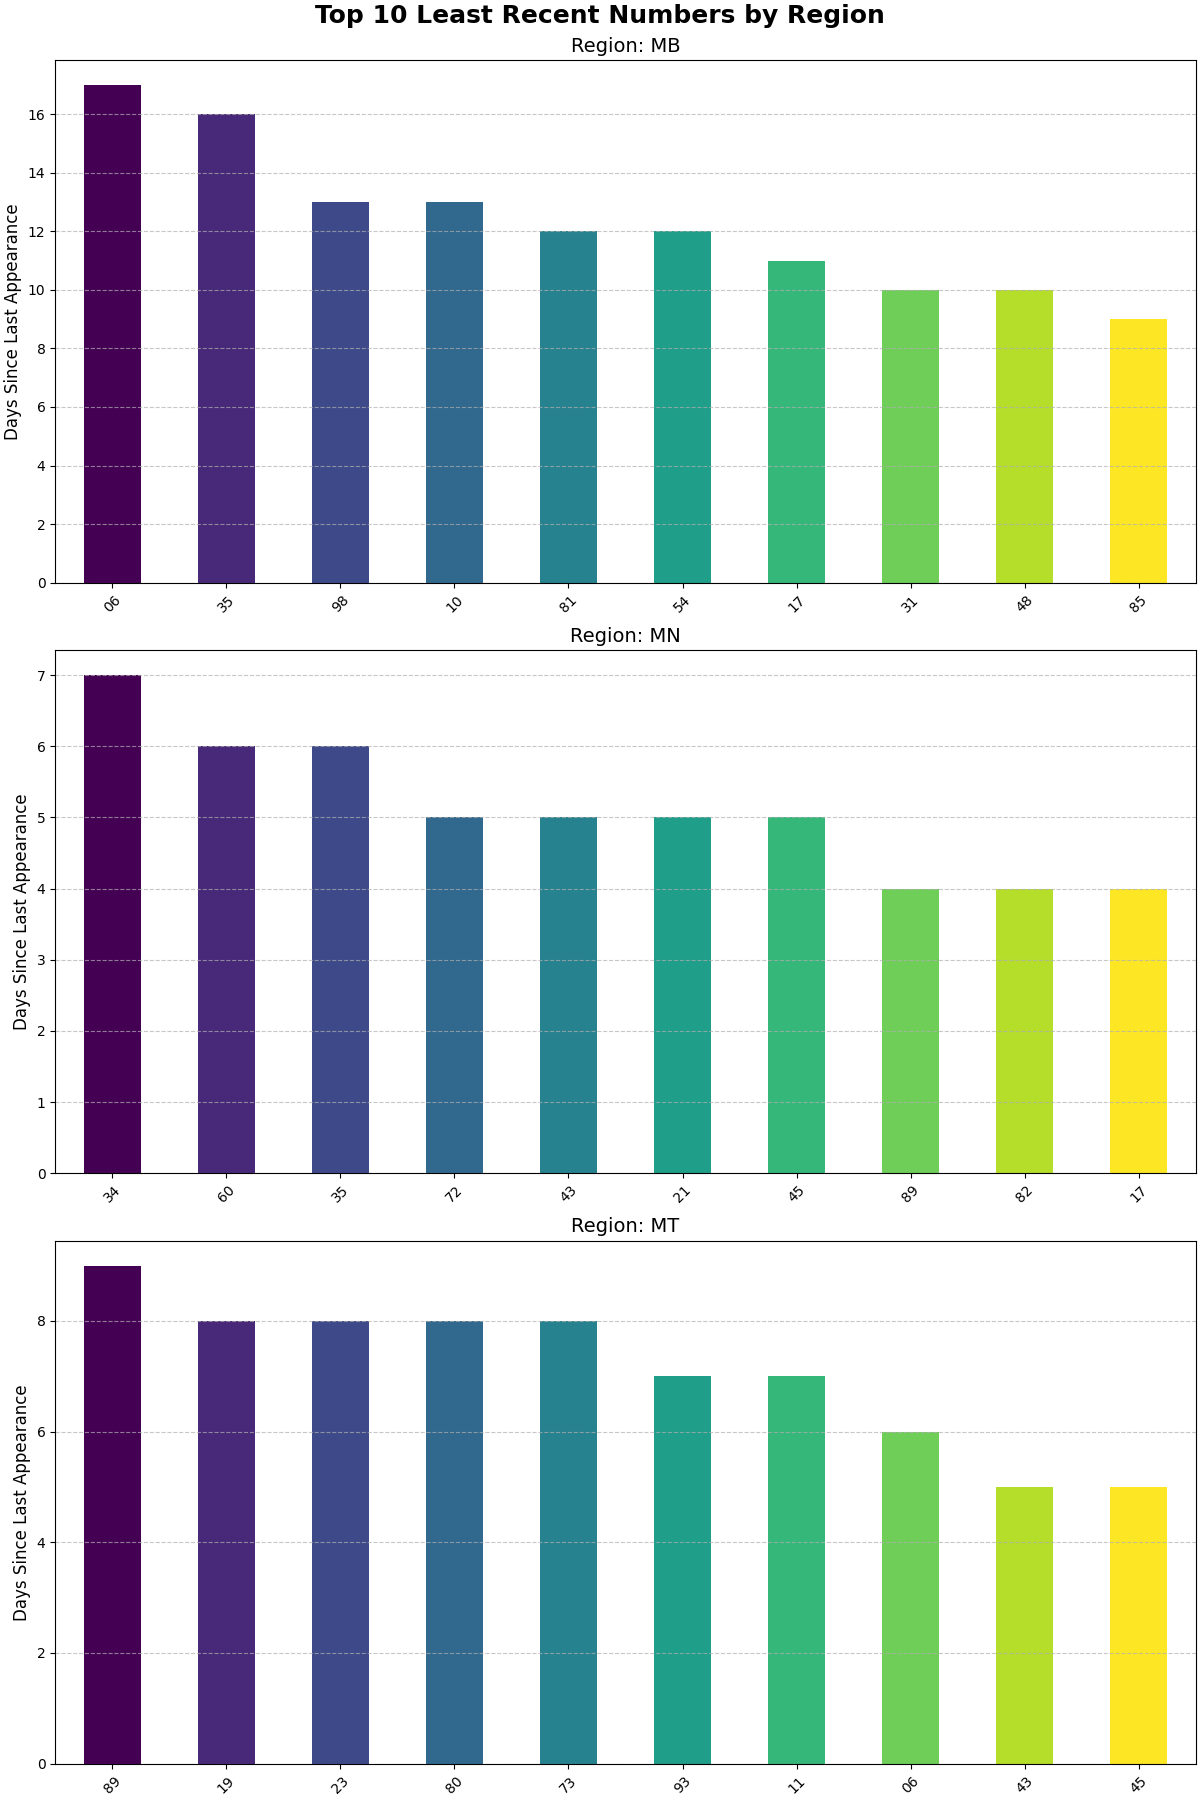 Top 10 Least Recent Numbers by Region
Region: MB
Days Since Last Appearance
16
14
12
10
8
6
4
2
0
06 35 98 10 81 54 17 31 48 85
Region: MN
Days Since Last Appearance
7
6
5
4
3
2
1
0
34 60 35 72 43 21 45 89 82 17
Region: MT
Days Since Last Appearance
8
6
4
2
0
89 19 23 80 73 93 11 06 43 45